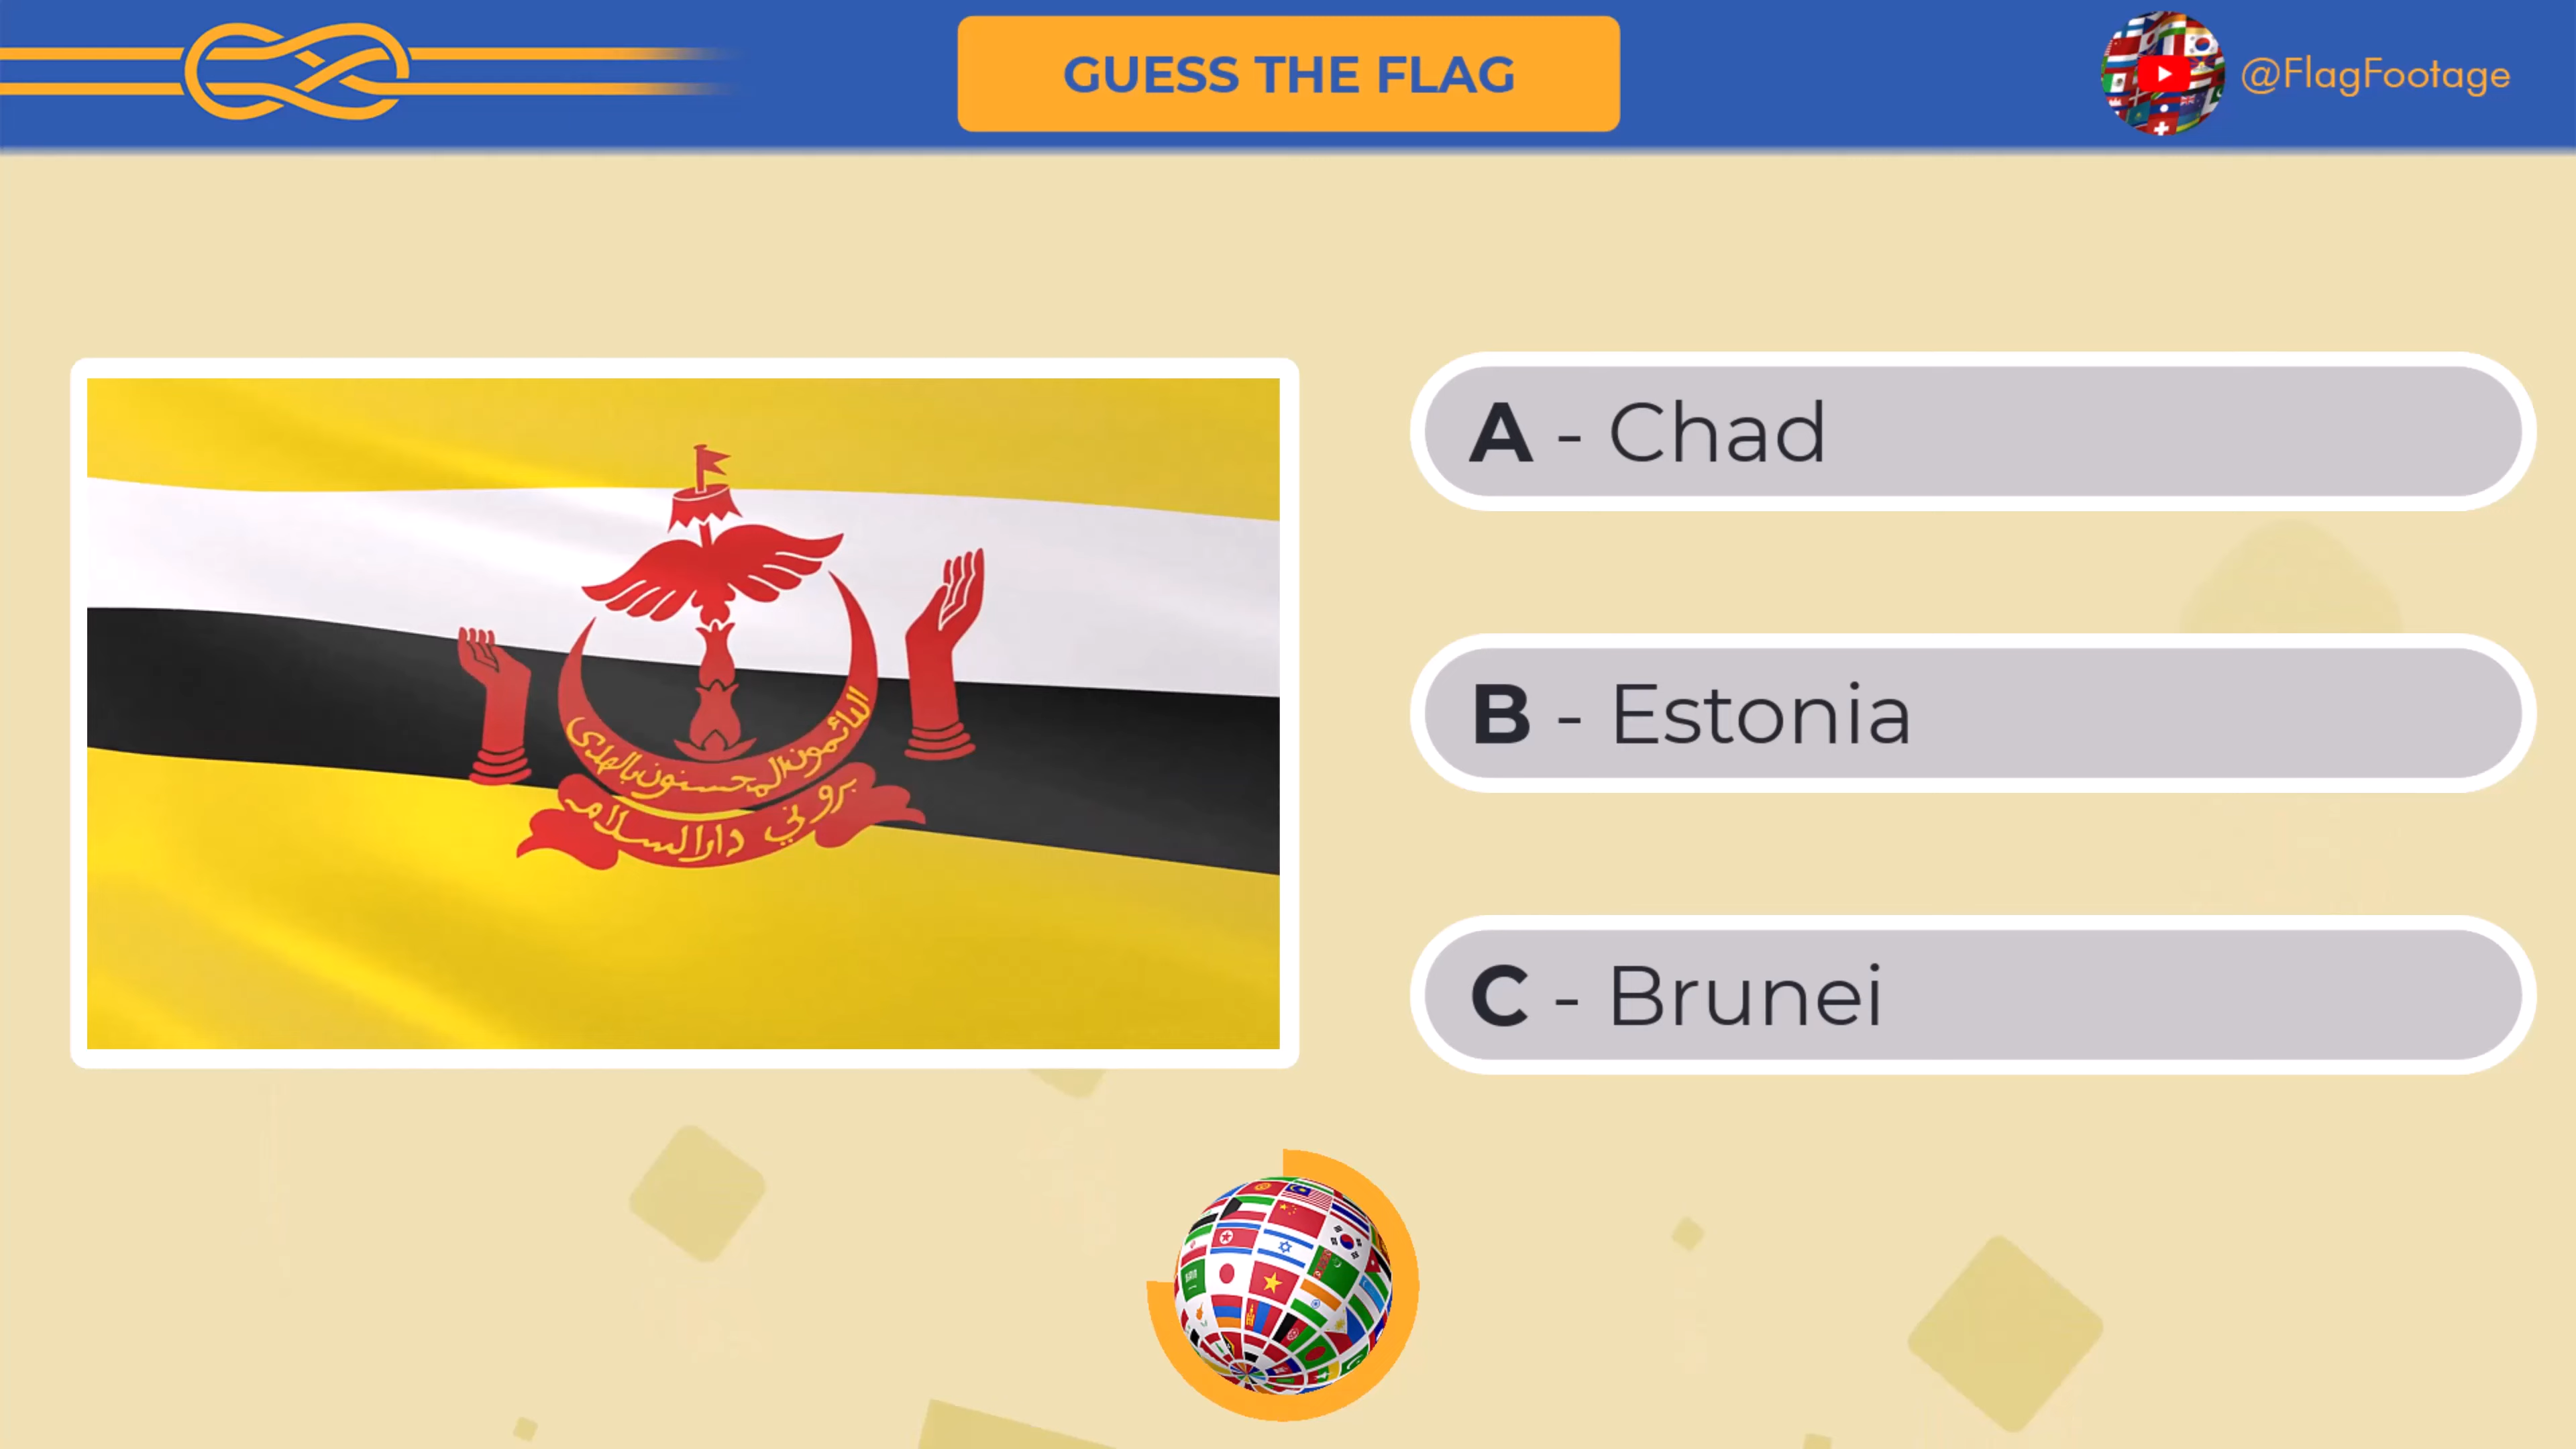 GUESS THE FLAG
@FlagFootage
A - Chad
B - Estonia
C - Brunei
الدائمون المحسنون بالهدى
بروني دارالسلام